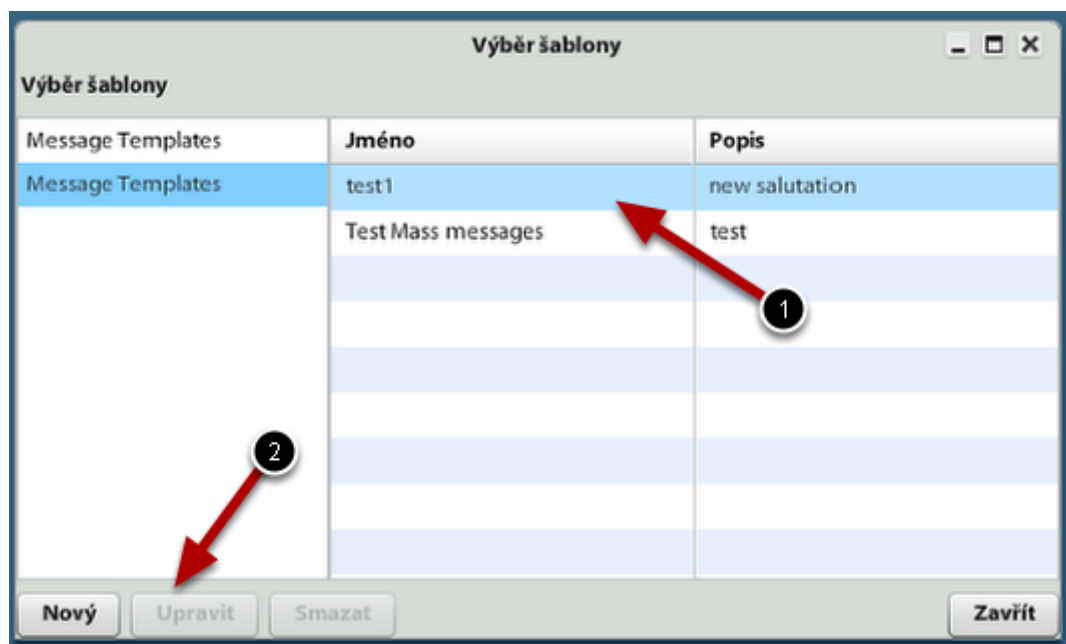 Výběr šablony
Výběr šablony
Message Templates Jméno Popis
Message Templates test1 new salutation
Test Mass messages test
1
2
Nový Upravit Smazat Zavřít